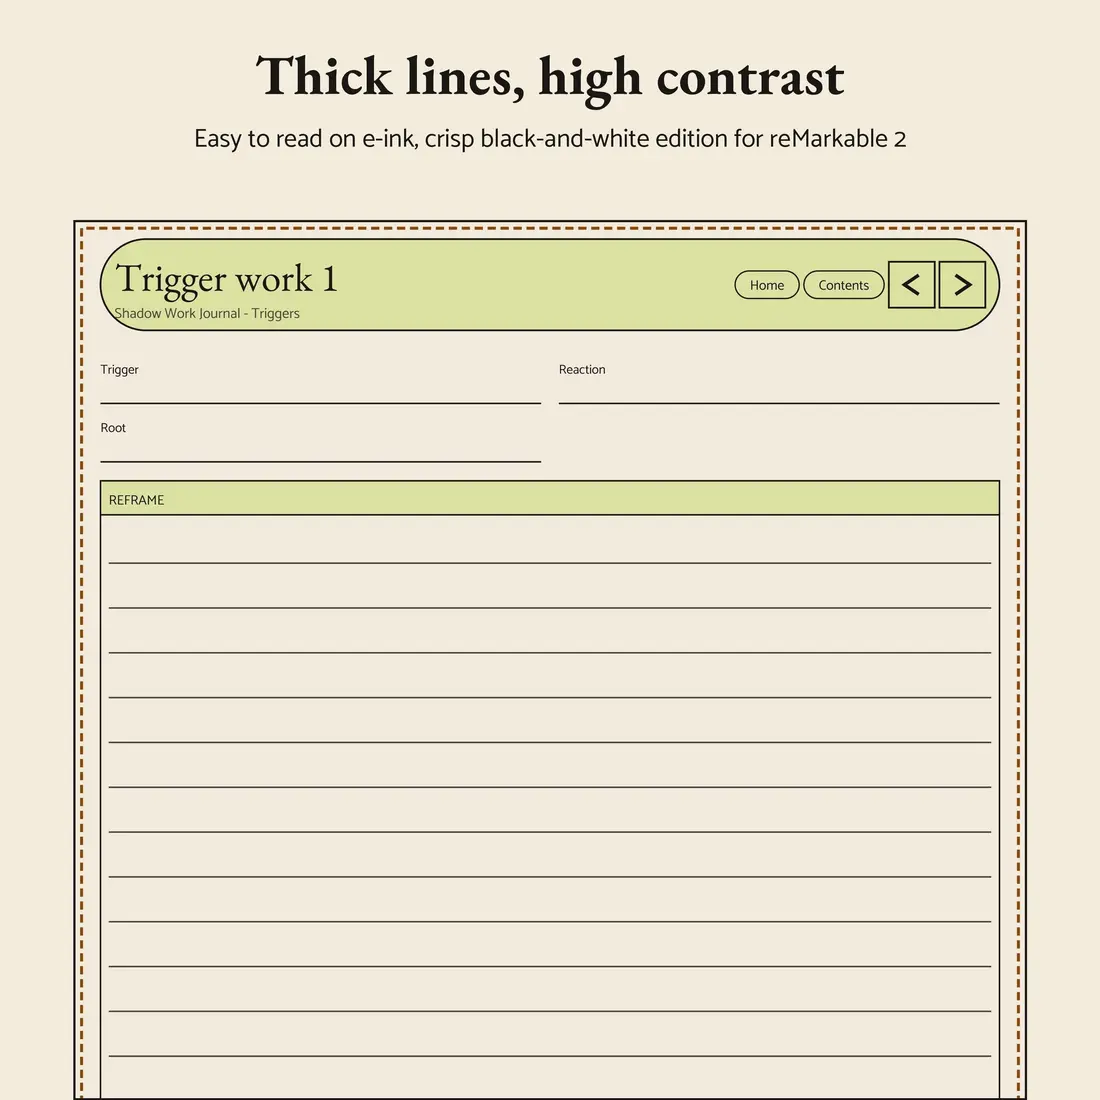 Thick lines, high contrast
Easy to read on e-ink, crisp black-and-white edition for reMarkable 2
Trigger work 1
Home
Contents
<
>
Shadow Work Journal - Triggers
Trigger
Reaction
Root
REFRAME